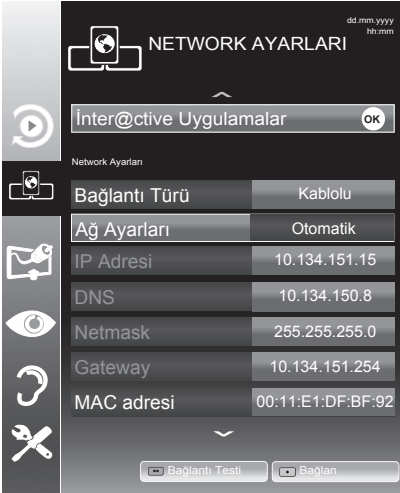 dd.mm.yyyy
hh:mm
NETWORK AYARLARI
İnter@ctive Uygulamalar OK
Network Ayarları
Bağlantı Türü Kablolu
Ağ Ayarları Otomatik
IP Adresi 10.134.151.15
DNS 10.134.150.8
Netmask 255.255.255.0
Gateway 10.134.151.254
MAC adresi 00:11:E1:DF:BF:92
Bağlantı Testi Bağlan